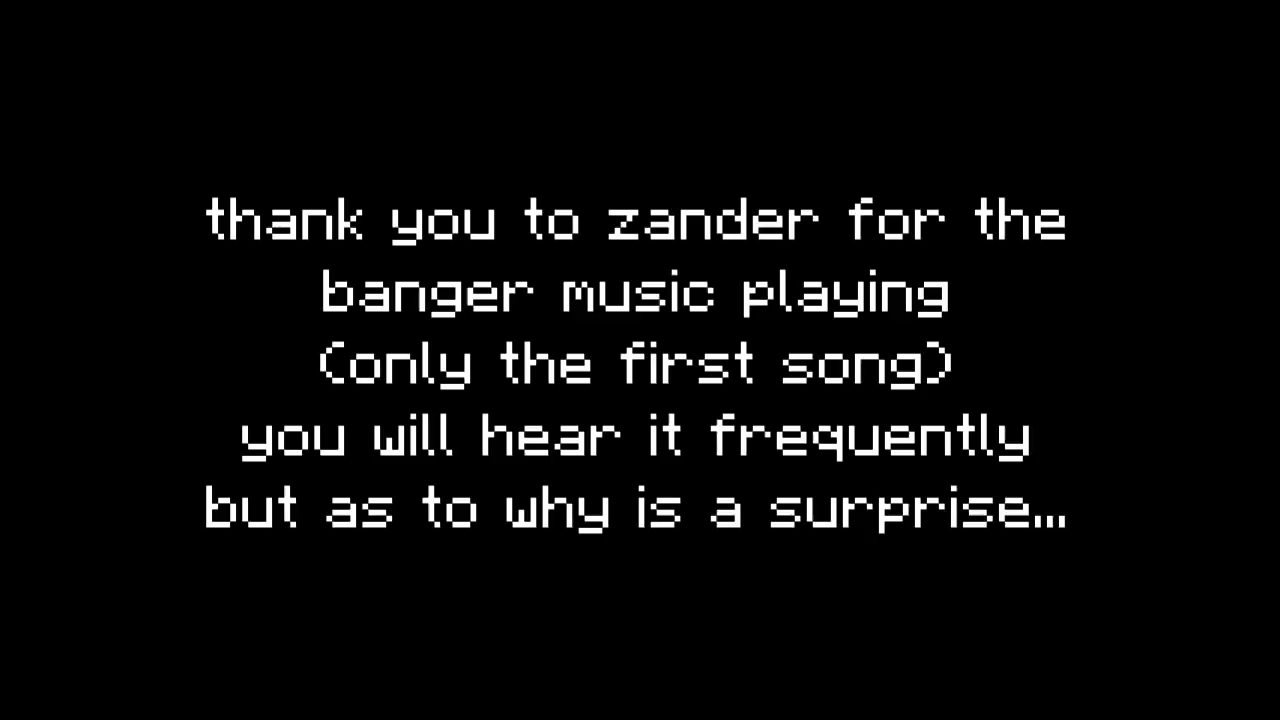 thank you to zander for the
banger music playing
(only the first song)
you will hear it frequently
but as to why is a surprise...